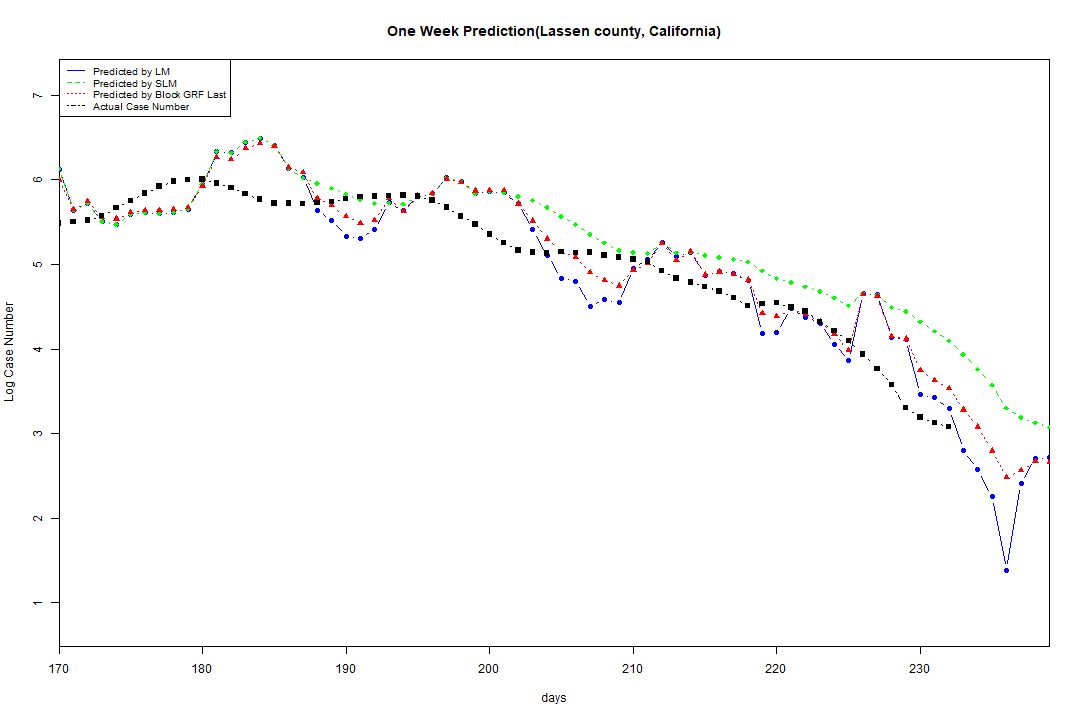 One Week Prediction(Lassen county, California)
Predicted by LM
Predicted by SLM
Predicted by Block GRF Last
Actual Case Number
7
6
5
4
3
2
1
Log Case Number
170 180 190 200 210 220 230
days